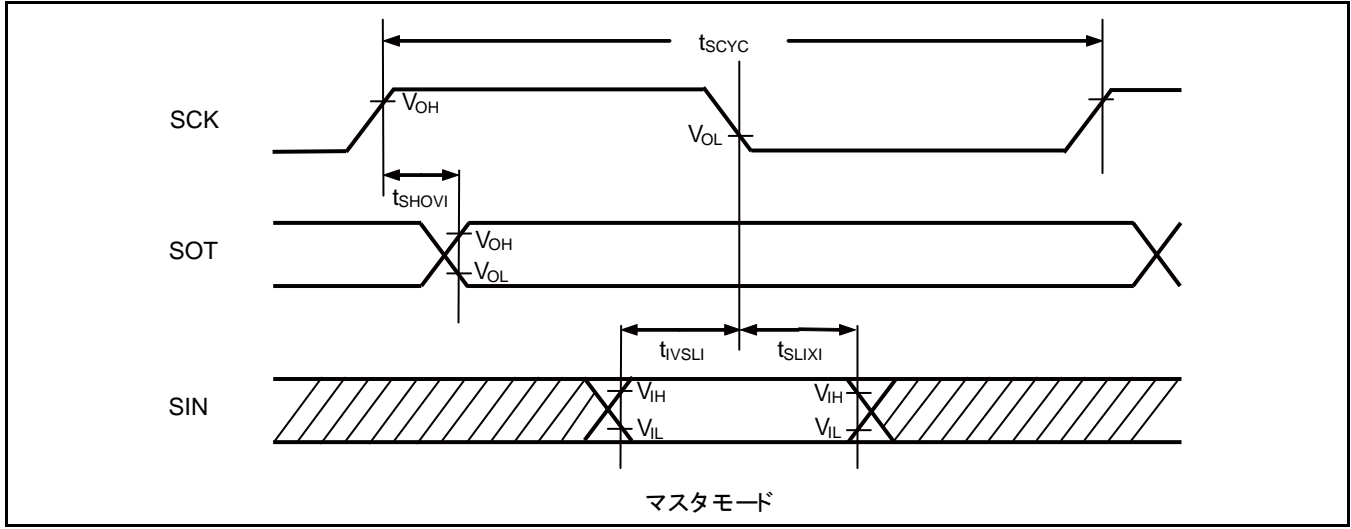 tSCYC
SCK
VOH
VOL
tSHOVI
SOT
VOH
VOL
tIVSLI
tSLIXI
SIN
VIH
VIH
VIL
VIL
マスタモード